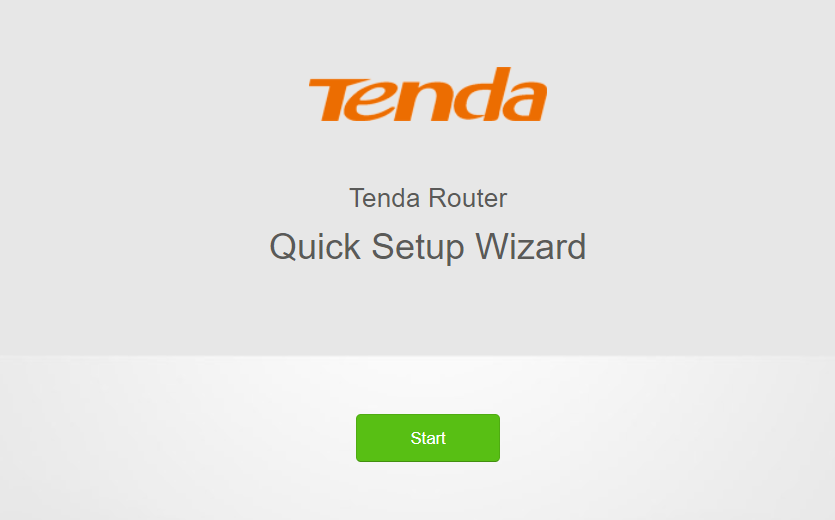 Tenda
Tenda Router
Quick Setup Wizard
Start